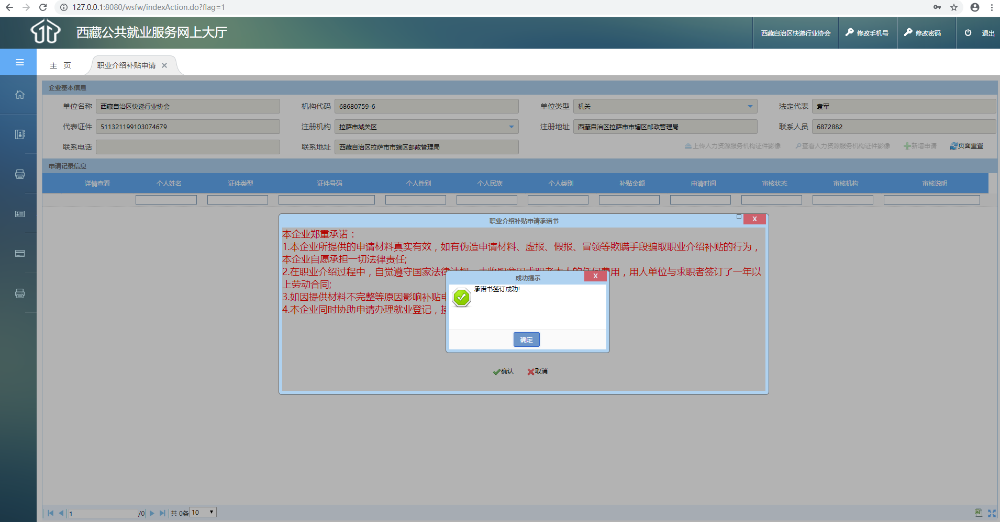 127.0.0.1:8080/wsfw/indexAction.do?flag=1
西藏公共就业服务网上大厅
西藏自治区快递行业协会
修改手机号
修改密码
退出
主 页
职业介绍补贴申请
企业基本信息
单位名称 西藏自治区快递行业协会 机构代码 68680759-6 单位类型 机关 法定代表 袁军
代表证件 511321199103074679 注册机构 拉萨市城关区 注册地址 西藏自治区拉萨市市辖区邮政管理局 联系人员 6872882
联系电话 联系地址 西藏自治区拉萨市市辖区邮政管理局 上传人力资源服务机构证件影像 查看人力资源服务机构证件影像 新增申请 页面重置
申请记录信息
详情查看 个人姓名 证件类型 证件号码 个人性别 个人民族 个人类别 补贴金额 申请时间 审核状态 审核机构 审核说明
职业介绍补贴申请承诺书
X
本企业郑重承诺：
1.本企业所提供的申请材料真实有效，如有伪造申请材料、虚报、假报、冒领等欺瞒手段骗取职业介绍补贴的行为，
本企业自愿承担一切法律责任;
2.在职业介绍过程中，自觉遵守国家法律法规，未收取贫困求职者本人的任何费用，用人单位与求职者签订了一年以
上劳动合同;
3.如因提供材料不完整等原因影响补贴申
4.本企业同时协助申请办理就业登记，
成功提示
X
承诺书签订成功!
确定
确认 取消
1 /0 共 0条 10